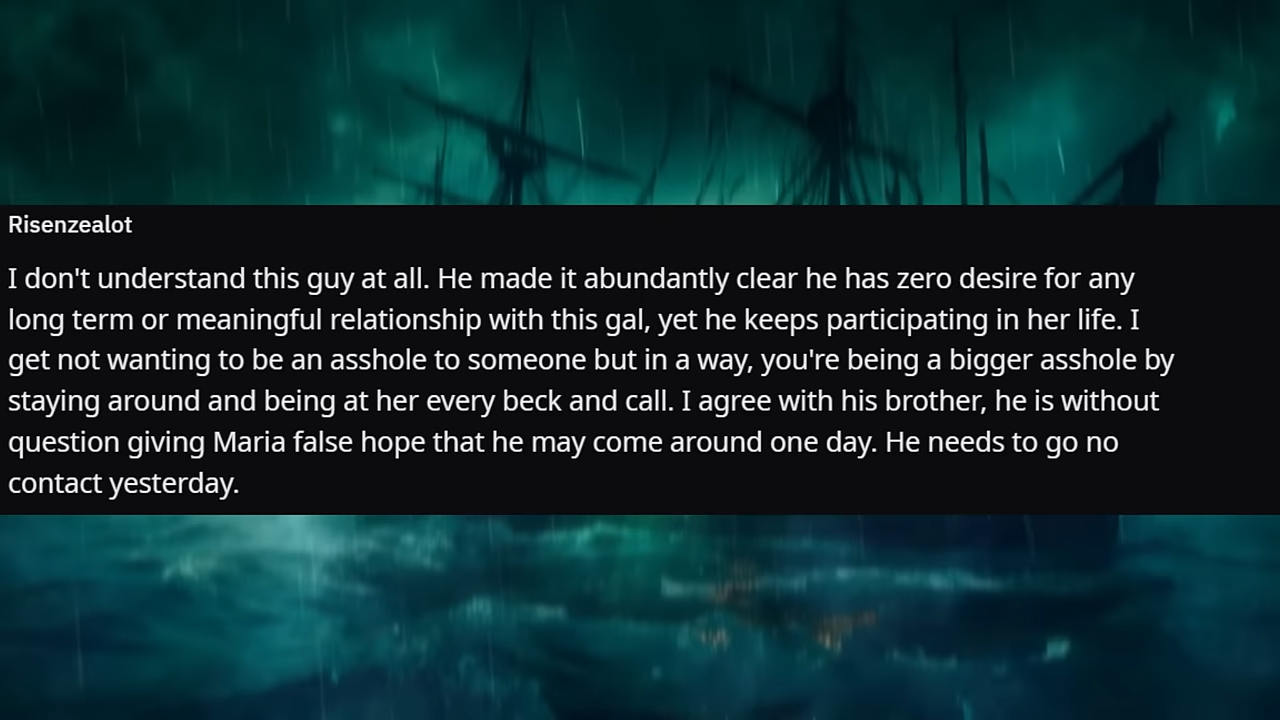 Risenzealot
I don't understand this guy at all. He made it abundantly clear he has zero desire for any
long term or meaningful relationship with this gal, yet he keeps participating in her life. I
get not wanting to be an asshole to someone but in a way, you're being a bigger asshole by
staying around and being at her every beck and call. I agree with his brother, he is without
question giving Maria false hope that he may come around one day. He needs to go no
contact yesterday.